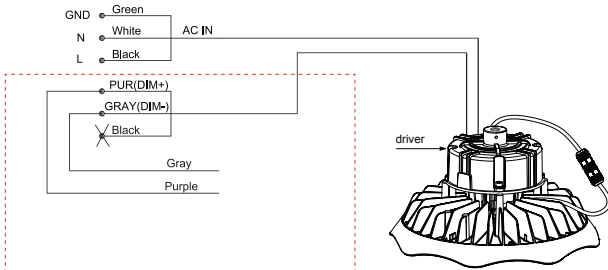 GND Green
N White AC IN
L Black
PUR(DIM+)
GRAY(DIM-)
Black
driver
Gray
Purple